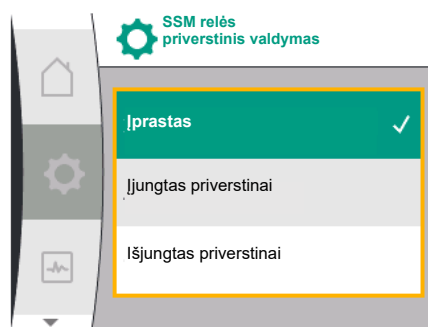 SSM relės
priverstinis valdymas
Įprastas
Įjungtas priverstinai
Išjungtas priverstinai